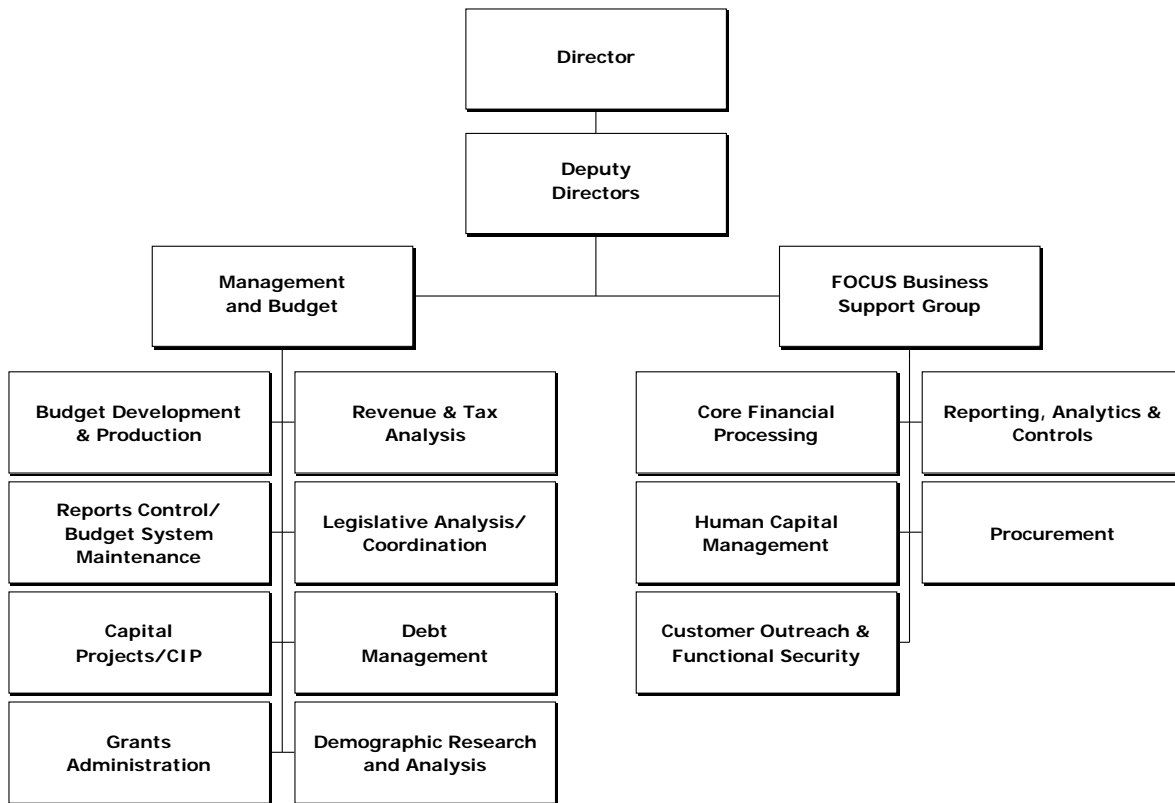 Director
Deputy
Directors
Management
and Budget
FOCUS Business
Support Group
Budget Development
& Production
Revenue & Tax
Analysis
Core Financial
Processing
Reporting, Analytics &
Controls
Reports Control/
Budget System
Maintenance
Legislative Analysis/
Coordination
Human Capital
Management
Procurement
Capital
Projects/CIP
Debt
Management
Customer Outreach &
Functional Security
Grants
Administration
Demographic Research
and Analysis